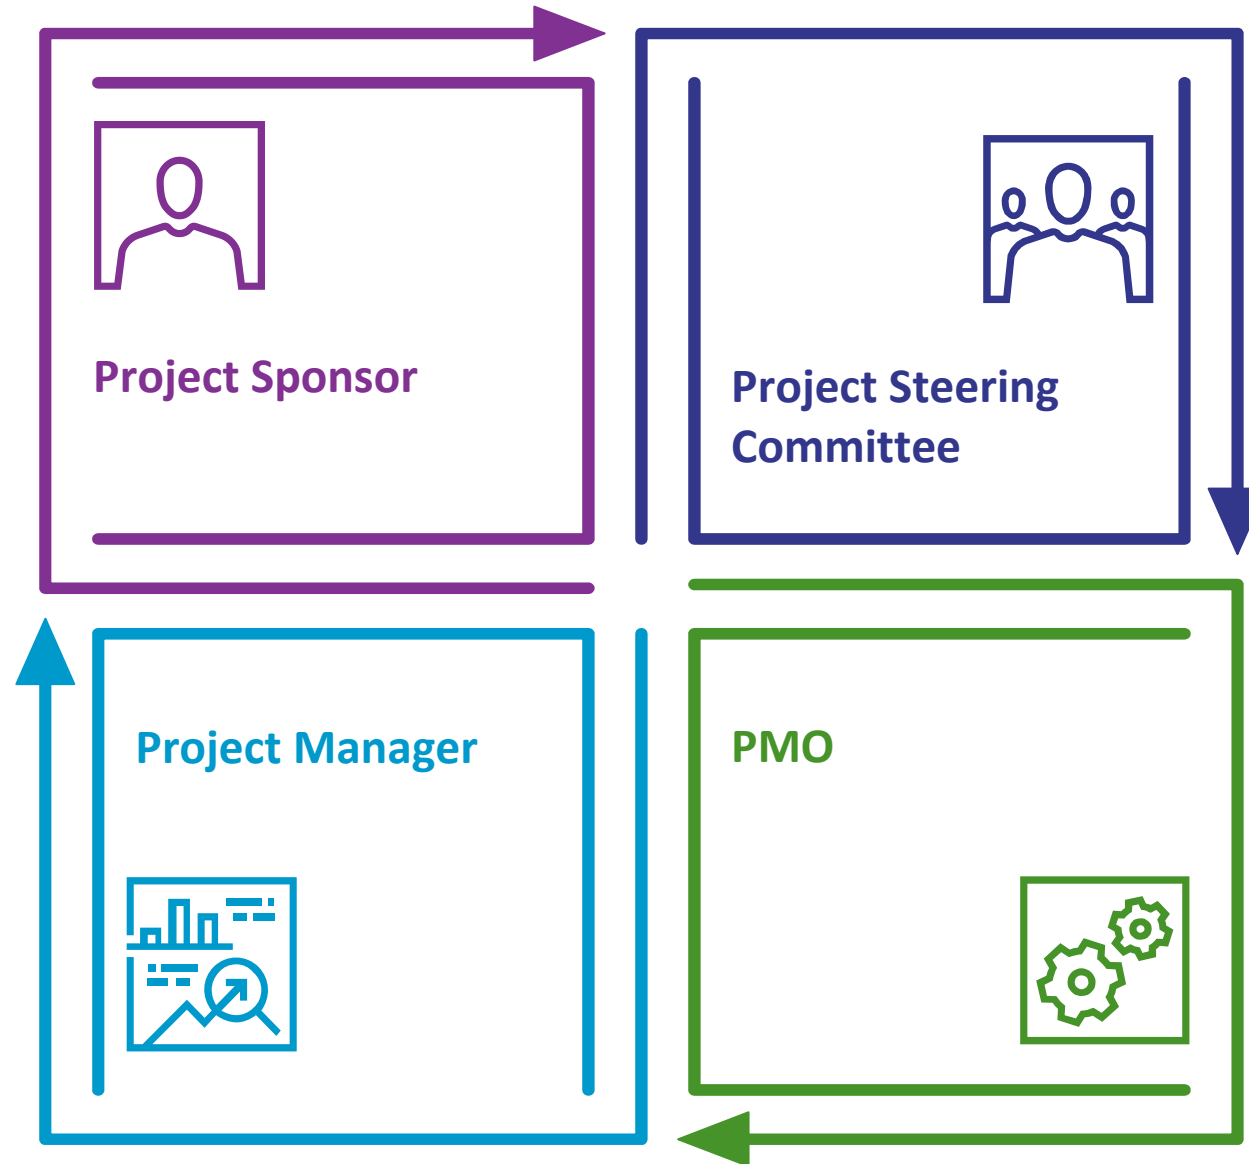 Project Sponsor
Project Steering
Committee
Project Manager
PMO